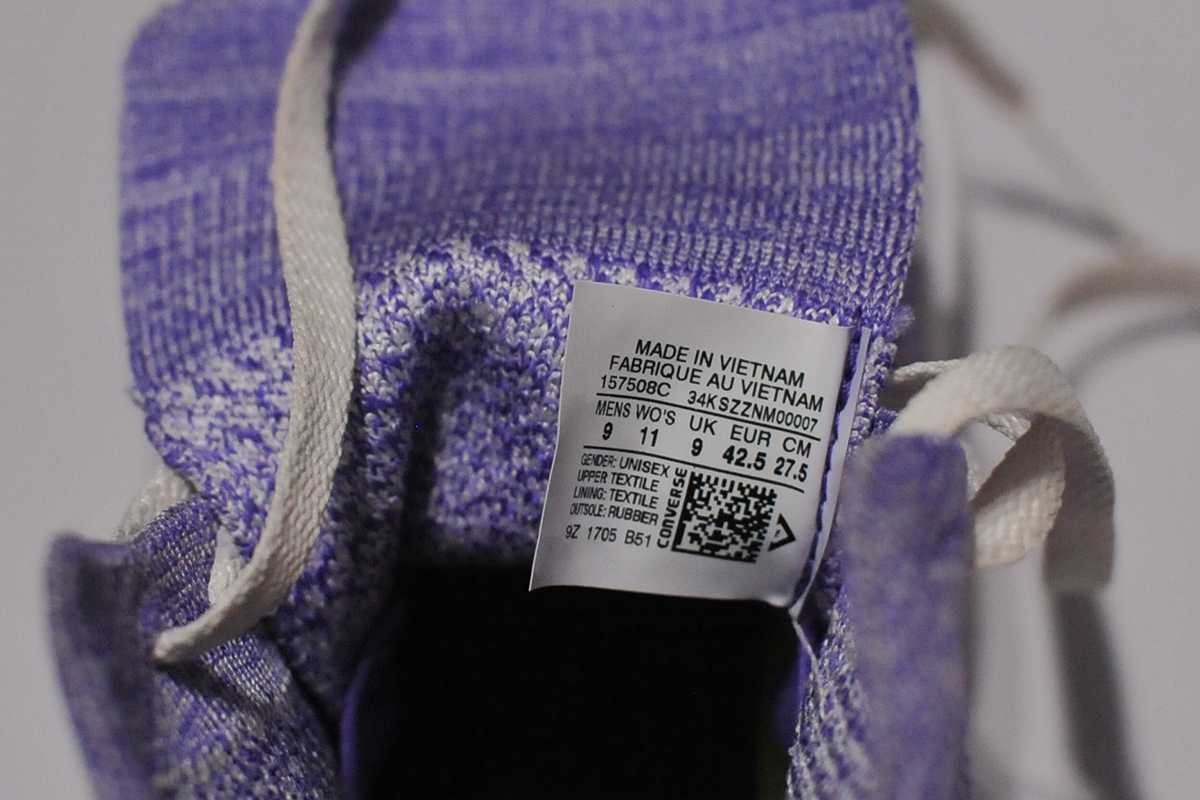 MADE IN VIETNAM
FABRIQUE AU VIETNAM
157508C 34KSZZNM00007
MENS WO'S UK EUR CM
9 11 9 42.5 27.5
GENDER: UNISEX
UPPER TEXTILE
LINING: TEXTILE
OUTSOLE: RUBBER
9Z 1705 B51
CONVERSE